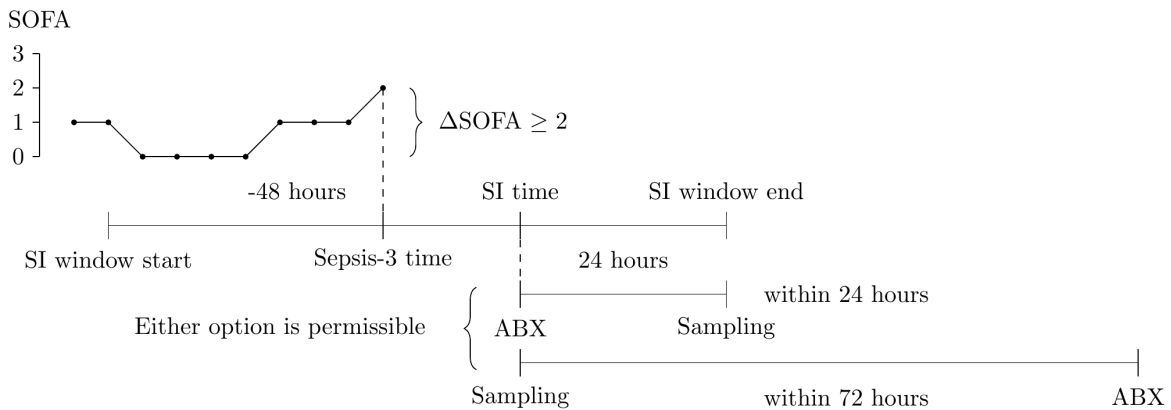 SOFA
3
2
1
0
ΔSOFA ≥ 2
-48 hours
SI time
SI window end
SI window start
Sepsis-3 time
24 hours
within 24 hours
Either option is permissible
ABX
Sampling
Sampling
within 72 hours
ABX